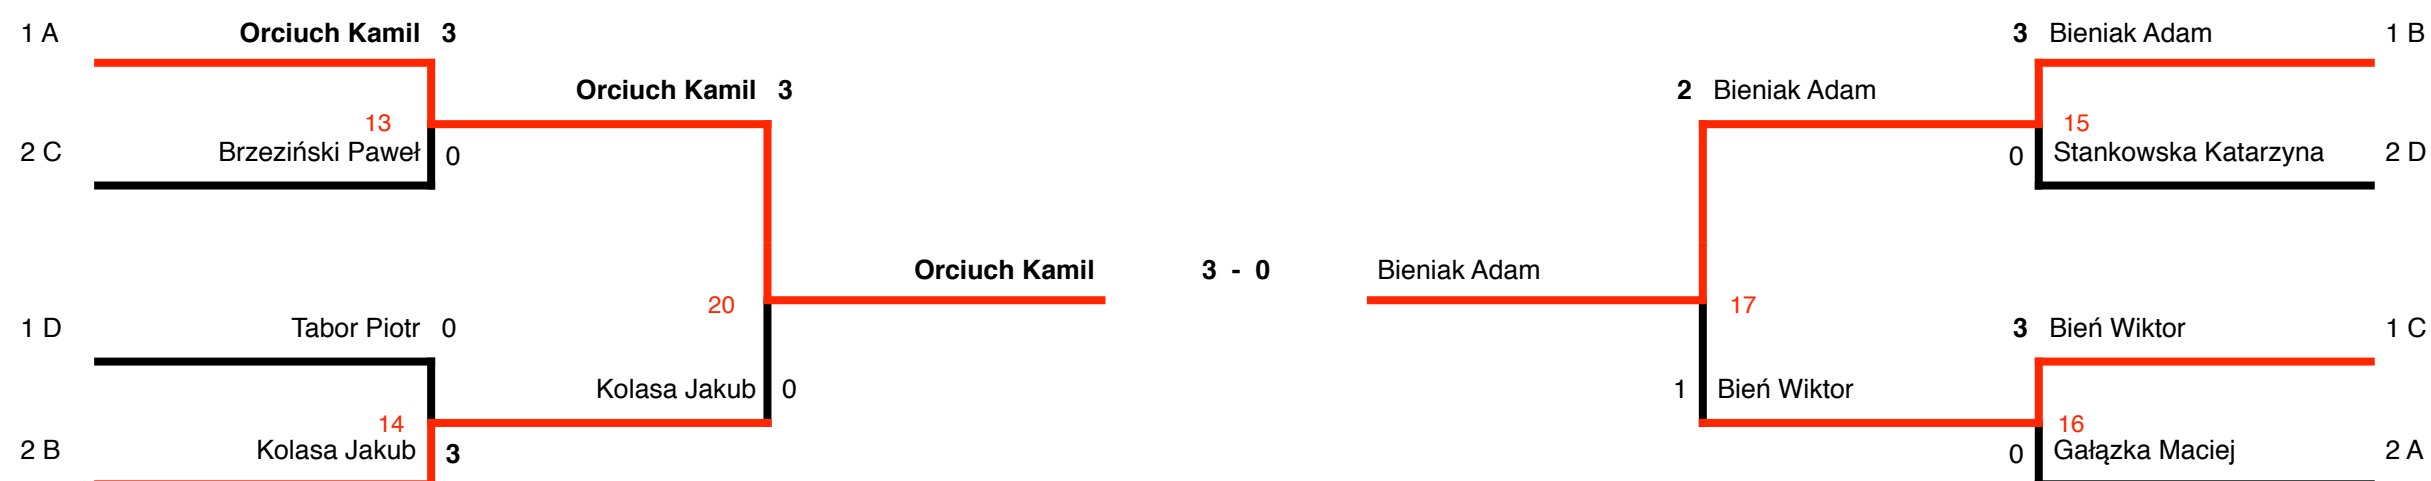 1 A Orciuch Kamil 3 3 Bieniak Adam 1 B
Orciuch Kamil 3 2 Bieniak Adam
13 15
2 C Brzeziński Paweł 0 0 Stankowska Katarzyna 2 D
Orciuch Kamil 3 - 0 Bieniak Adam
20 17
1 D Tabor Piotr 0 3 Bień Wiktor 1 C
Kolasa Jakub 0 1 Bień Wiktor
14 16
2 B Kolasa Jakub 3 0 Gałązka Maciej 2 A